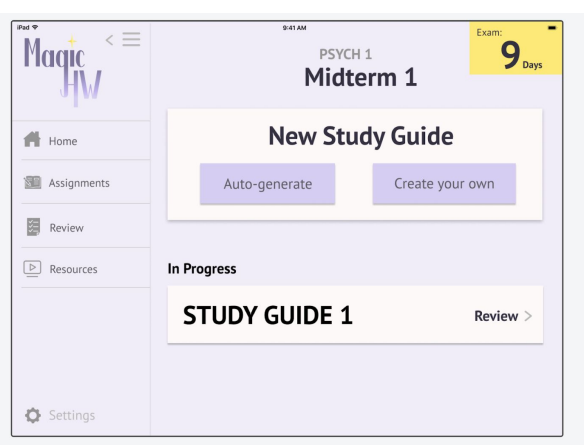 iPad
9:41 AM
Magic
HW
Home
Assignments
Review
Resources
Settings
PSYCH 1
Midterm 1
Exam:
9 Days
New Study Guide
Auto-generate
Create your own
In Progress
STUDY GUIDE 1
Review >